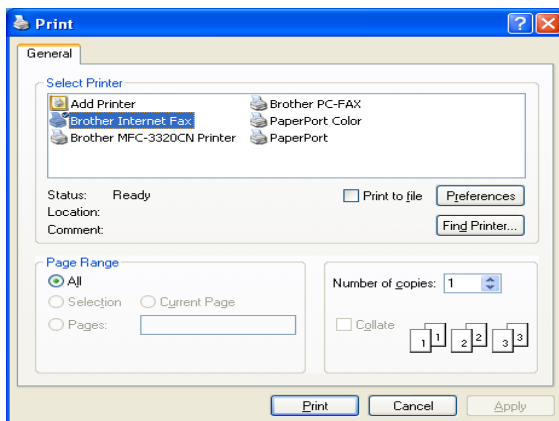 Print
General
Select Printer
Add Printer
Brother PC-FAX
Brother Internet Fax
PaperPort Color
Brother MFC-3320CN Printer
PaperPort
Status: Ready
Print to file
Preferences
Location:
Comment:
Find Printer...
Page Range
All
Number of copies: 1
Selection
Current Page
Pages:
Collate
1 1 2 2 3 3
Print
Cancel
Apply